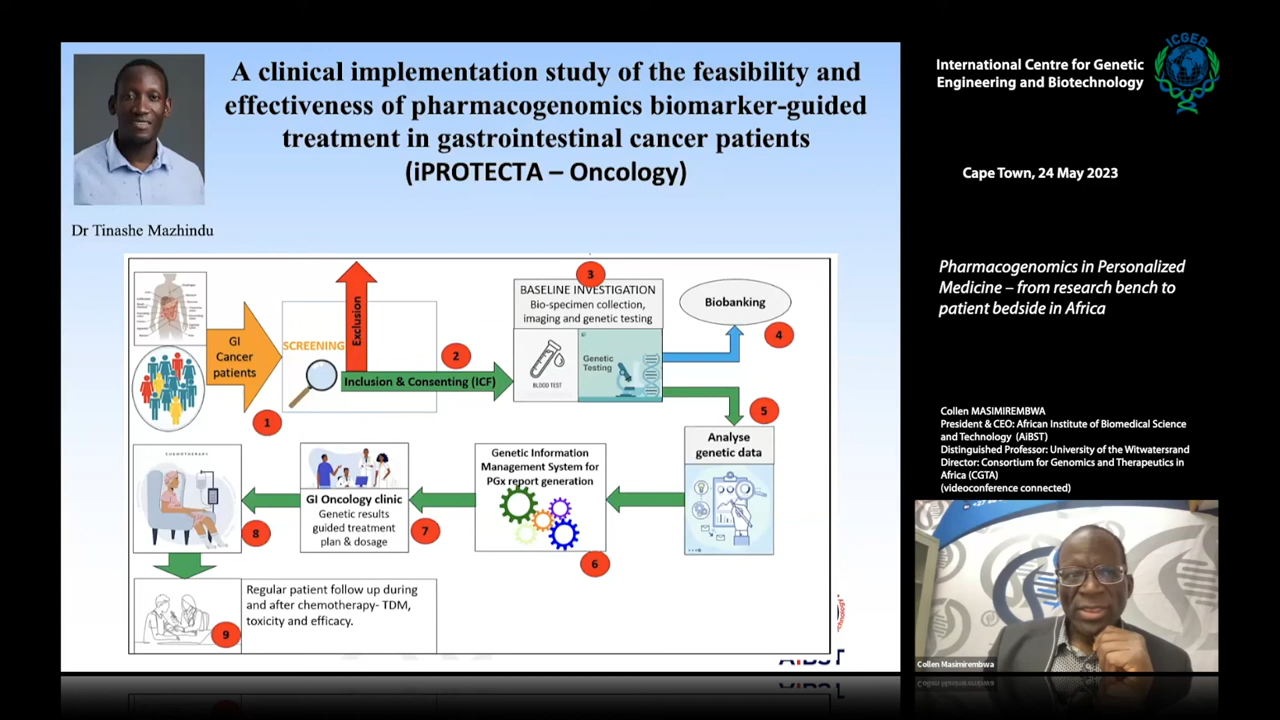 A clinical implementation study of the feasibility and
effectiveness of pharmacogenomics biomarker-guided
treatment in gastrointestinal cancer patients
(iPROTECTA – Oncology)
Dr Tinashe Mazhindu
GI
Cancer
patients
1
SCREENING
Exclusion
2
Inclusion & Consenting (ICF)
3
BASELINE INVESTIGATION
Bio-specimen collection,
imaging and genetic testing
BLOOD TEST
Genetic
Testing
Biobanking
4
5
Analyse
genetic data
Genetic Information
Management System for
PGx report generation
6
GI Oncology clinic
Genetic results
guided treatment
plan & dosage
7
CHEMOTHERAPY
8
Regular patient follow up during
and after chemotherapy- TDM,
toxicity and efficacy.
9
AiBST
International Centre for Genetic
Engineering and Biotechnology
ICGEB
Cape Town, 24 May 2023
Pharmacogenomics in Personalized
Medicine – from research bench to
patient bedside in Africa
Collen MASIMIREMBWA
President & CEO: African Institute of Biomedical Science
and Technology (AiBST)
Distinguished Professor: University of the Witwatersrand
Director: Consortium for Genomics and Therapeutics in
Africa (CGTA)
(videoconference connected)
Collen Masimirembwa